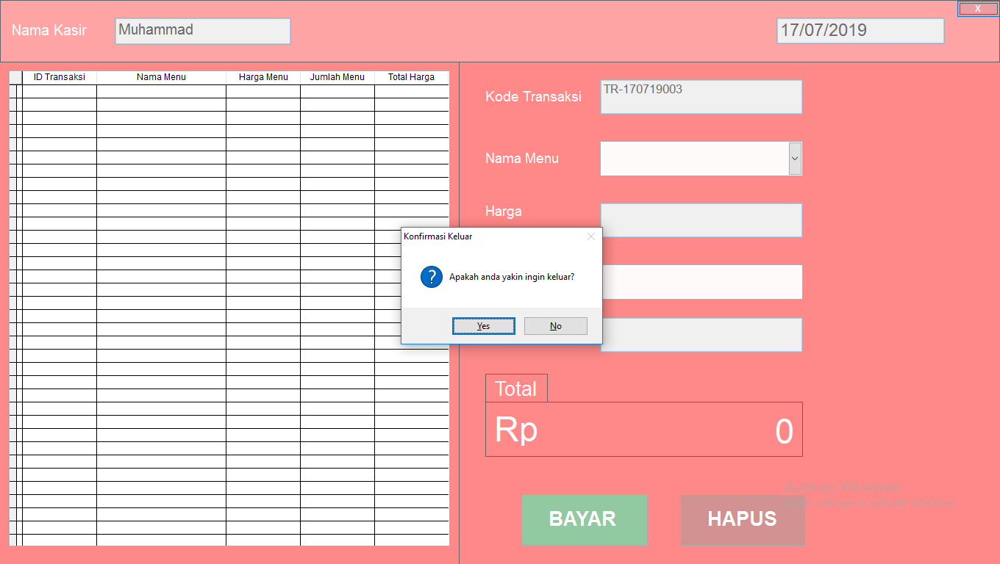 X
Nama Kasir
Muhammad
17/07/2019
ID Transaksi Nama Menu Harga Menu Jumlah Menu Total Harga
Kode Transaksi
TR-170719003
Nama Menu
Harga
Konfirmasi Keluar
?
Apakah anda yakin ingin keluar?
Yes No
Total
Rp 0
Activate Windows
Go to Settings to activate Windows.
BAYAR HAPUS